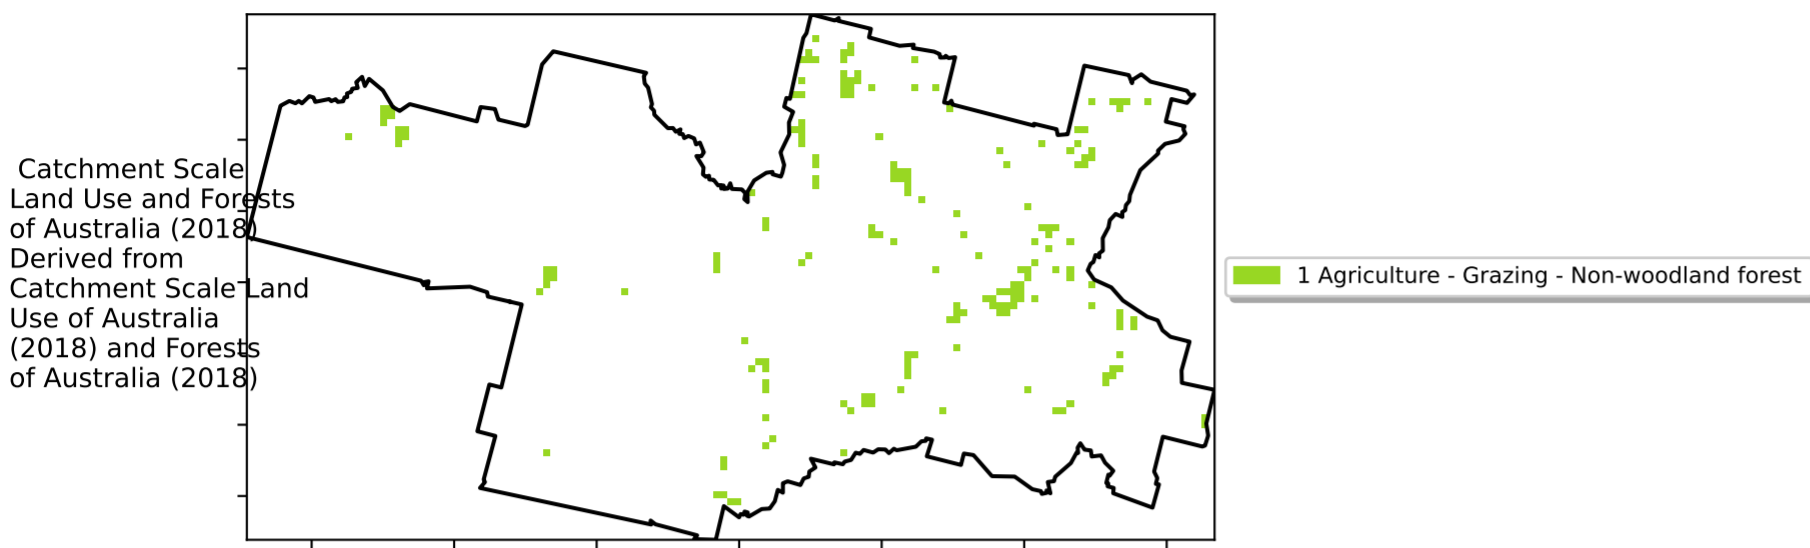 Catchment Scale
Land Use and Forests
of Australia (2018)
Derived from
Catchment Scale Land
Use of Australia
(2018) and Forests
of Australia (2018)
1 Agriculture - Grazing - Non-woodland forest